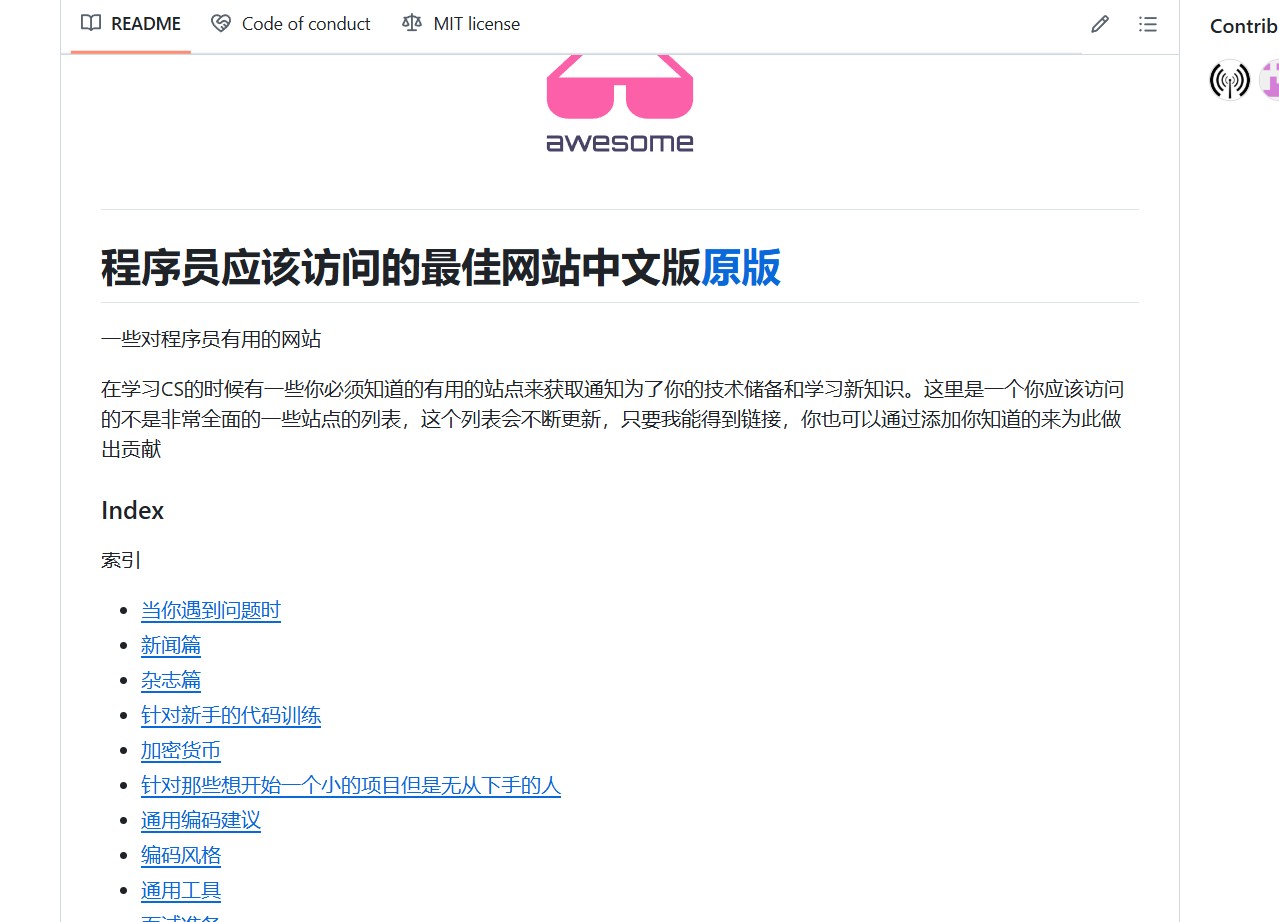 README Code of conduct MIT license
Contrib
awesome
程序员应该访问的最佳网站中文版原版
一些对程序员有用的网站
在学习CS的时候有一些你必须知道的有用的站点来获取通知为了你的技术储备和学习新知识。这里是一个你应该访问
的不是非常全面的一些站点的列表，这个列表会不断更新，只要我能得到链接，你也可以通过添加你知道的来为此做
出贡献
Index
索引
当你遇到问题时
新闻篇
杂志篇
针对新手的代码训练
加密货币
针对那些想开始一个小的项目但是无从下手的人
通用编码建议
编码风格
通用工具
面试准备